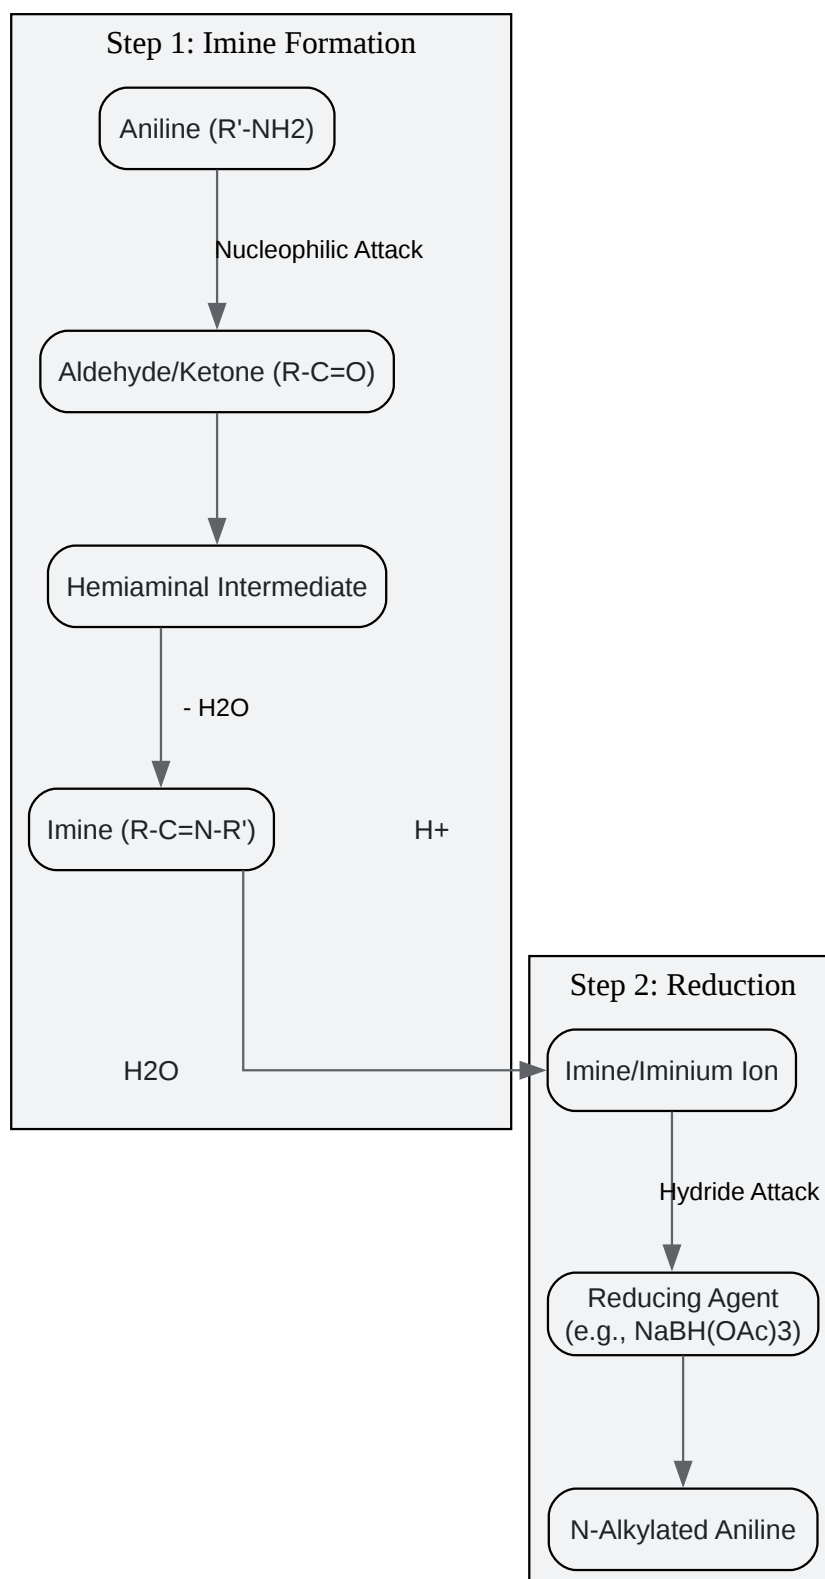 Step 1: Imine Formation
Aniline (R'-NH2)
Nucleophilic Attack
Aldehyde/Ketone (R-C=O)
Hemiaminal Intermediate
- H2O
Imine (R-C=N-R')
H+
H2O
Step 2: Reduction
Imine/Iminium Ion
Hydride Attack
Reducing Agent
(e.g., NaBH(OAc)3)
N-Alkylated Aniline